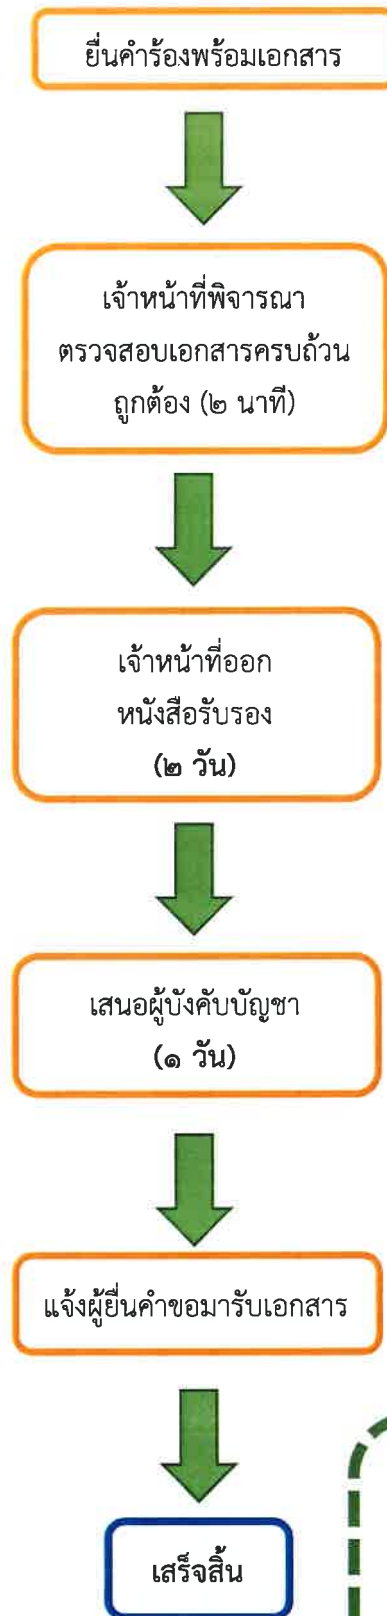 ยื่นคำร้องพร้อมเอกสาร
เจ้าหน้าที่พิจารณา
ตรวจสอบเอกสารครบถ้วน
ถูกต้อง (๒ นาที)
เจ้าหน้าที่ออก
หนังสือรับรอง
(๒ วัน)
เสนอผู้บังคับบัญชา
(๑ วัน)
แจ้งผู้ยื่นคำขอมารับเอกสาร
เสร็จสิ้น